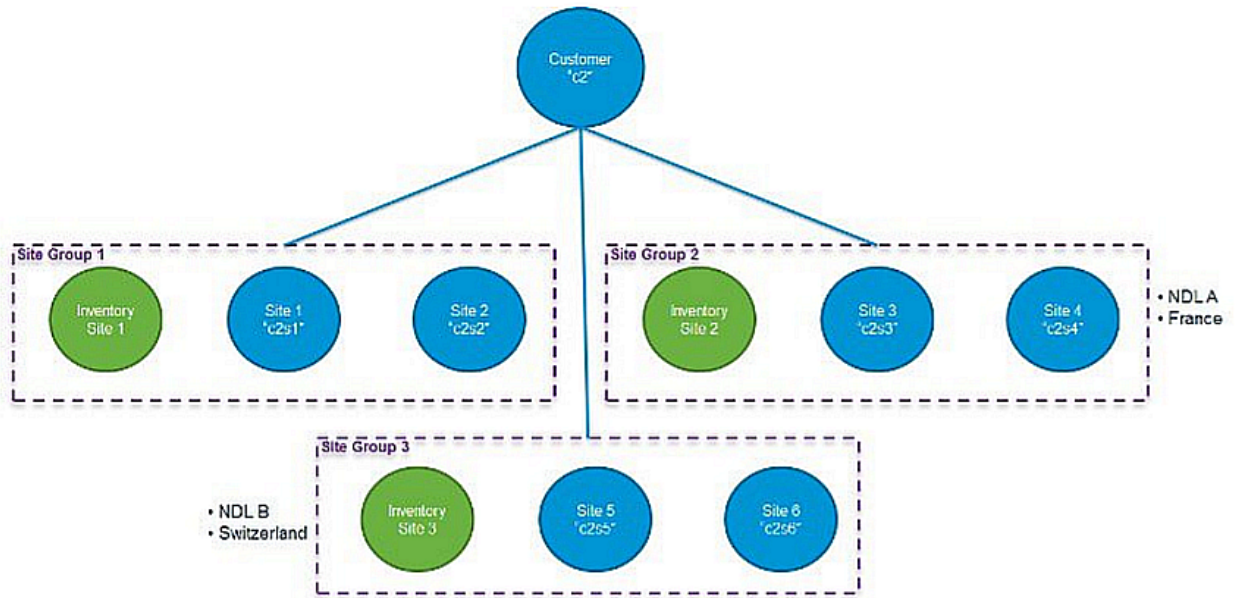 Customer
"c2"
Site Group 1
Inventory
Site 1
Site 1
"c2s1"
Site 2
"c2s2"
Site Group 2
Inventory
Site 2
Site 3
"c2s3"
Site 4
"c2s4"
• NDL A
• France
Site Group 3
• NDL B
• Switzerland
Inventory
Site 3
Site 5
"c2s5"
Site 6
"c2s6"